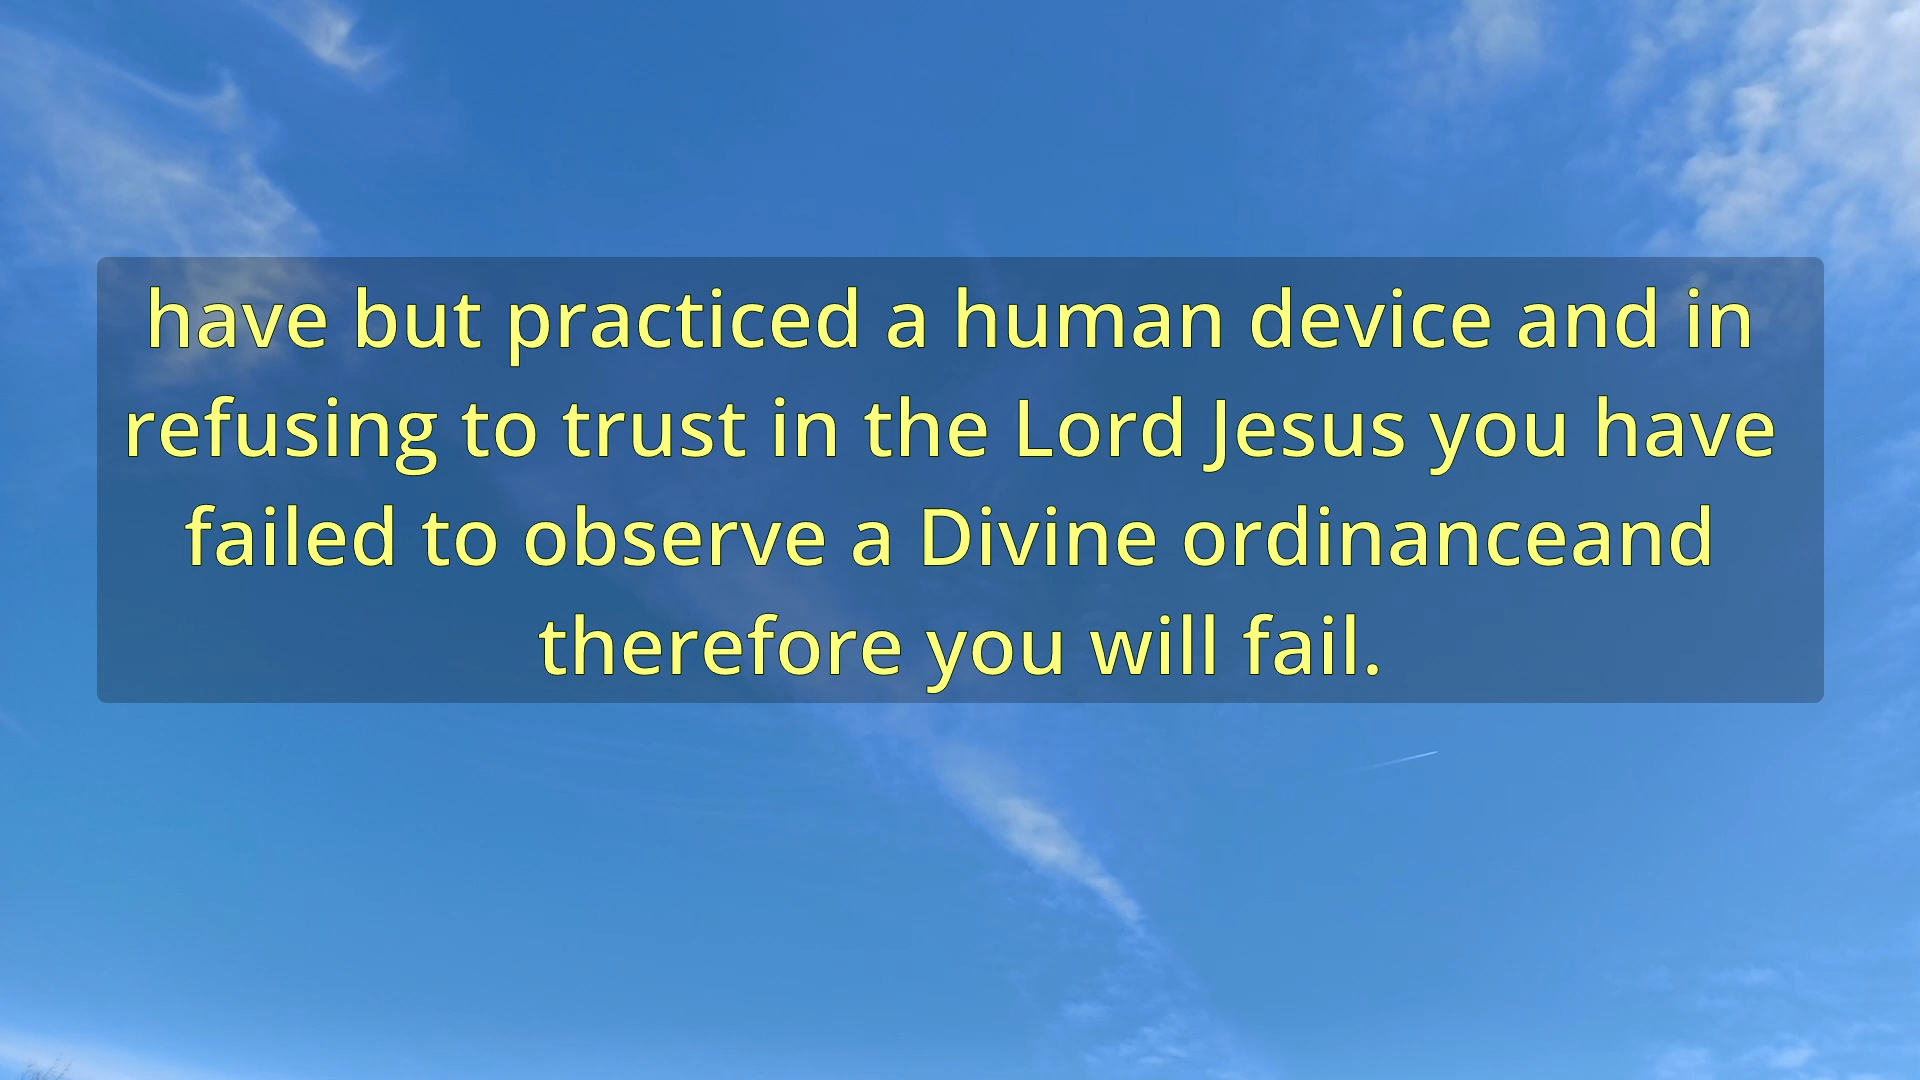 have but practiced a human device and in
refusing to trust in the Lord Jesus you have
failed to observe a Divine ordinanceand
therefore you will fail.